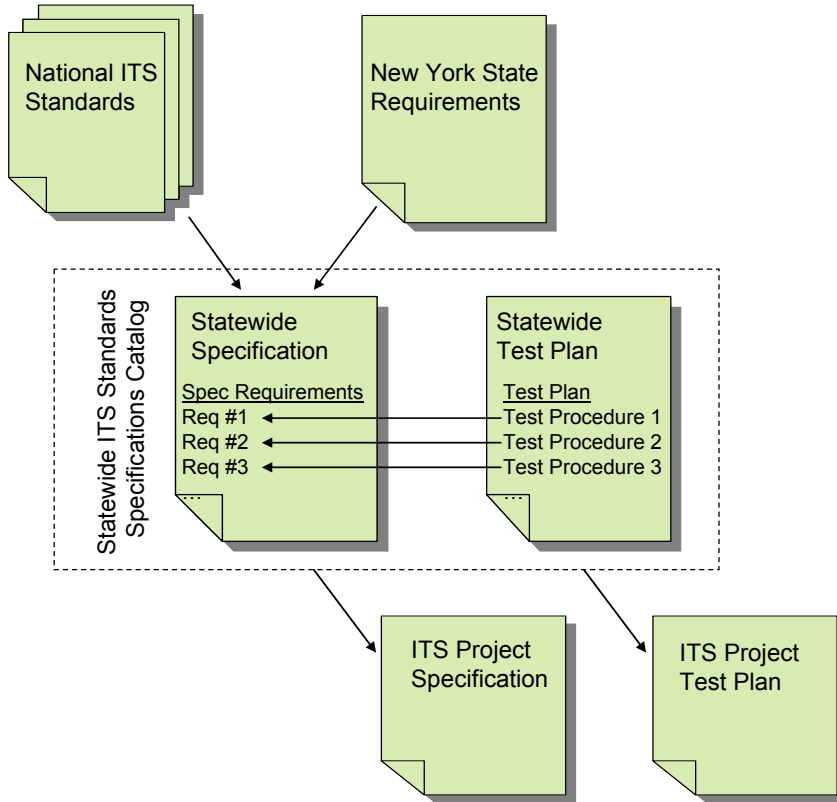 National ITS
Standards
New York State
Requirements
Statewide ITS Standards
Specifications Catalog
Statewide
Specification
Spec Requirements
Req #1
Req #2
Req #3
...
Statewide
Test Plan
Test Plan
Test Procedure 1
Test Procedure 2
Test Procedure 3
...
ITS Project
Specification
ITS Project
Test Plan